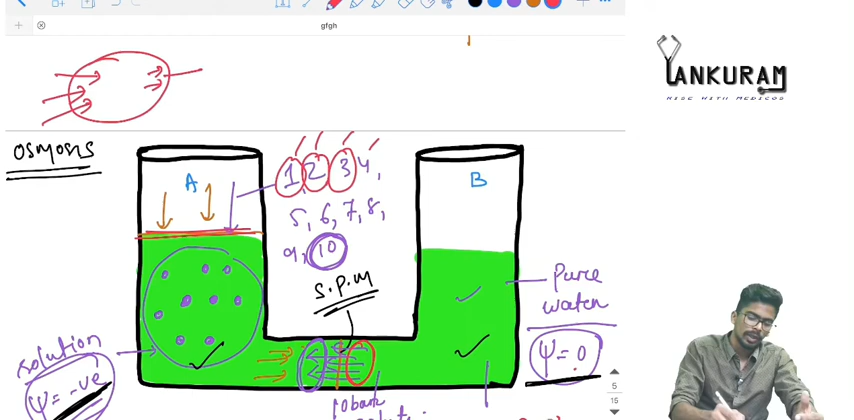 gfgh
YANKURAM
RISE WITH MEDICOS
OSMOSIS
A
1, 2, 3, 4,
5, 6, 7, 8,
9, 10
B
S.P.M
Pure
water
ψ = 0
solution
ψ = -ve
5
15